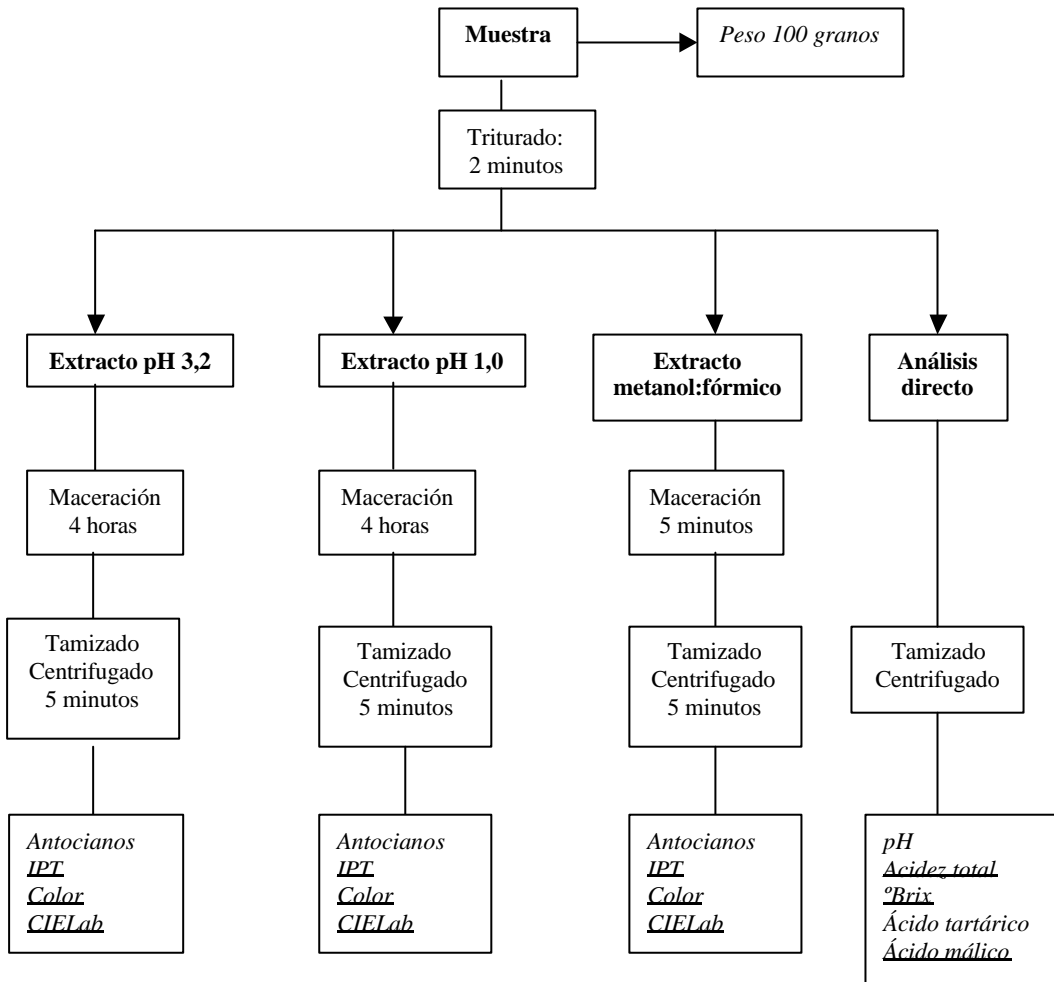 Muestra
Peso 100 granos
Triturado:
2 minutos
Extracto pH 3,2
Extracto pH 1,0
Extracto
metanol:fórmico
Análisis
directo
Maceración
4 horas
Maceración
4 horas
Maceración
5 minutos
Tamizado
Centrifugado
5 minutos
Tamizado
Centrifugado
5 minutos
Tamizado
Centrifugado
5 minutos
Tamizado
Centrifugado
Antocianos
IPT
Color
CIELab
Antocianos
IPT
Color
CIELab
Antocianos
IPT
Color
CIELab
pH
Acidez total
ºBrix
Ácido tartárico
Ácido málico